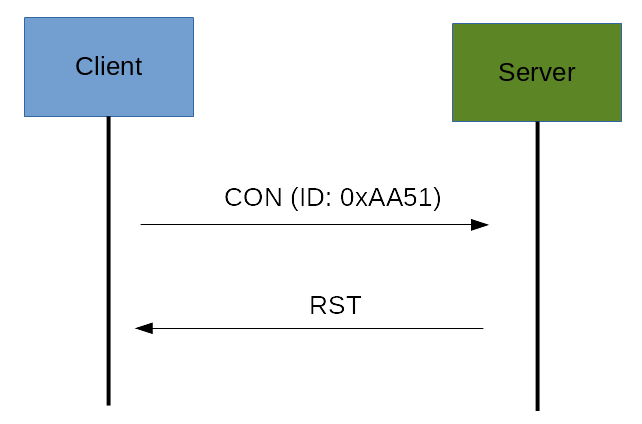 Client
Server
CON (ID: 0xAA51)
RST